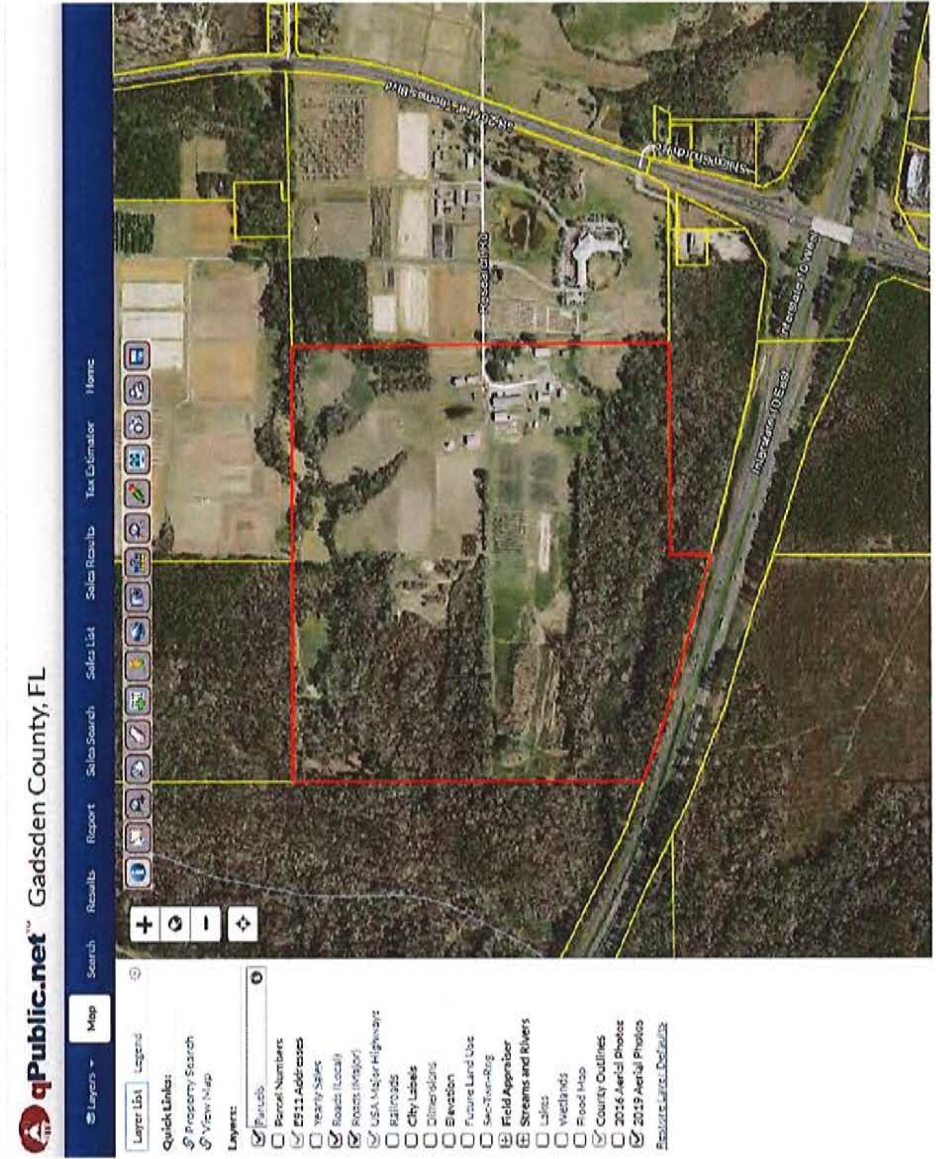 qPublic.net™ Gadsden County, FL
Layers Map Search Results Report Sales Search Sales List Sales Results Tax Estimator Home
Layer List Legend
Quick Links:
Property Search
View Map
Layers:
Parcels
Parcel Numbers
E911 Addresses
Yearly Sales
Roads (Local)
Roads (Major)
USA Major Highways
Railroads
City Labels
Dimensions
Elevation
Future Land Use
Sec-Twn-Rng
Field Appraiser
Streams and Rivers
Lakes
Wetlands
Flood Map
County Outlines
2016 Aerial Photos
2019 Aerial Photos
Restore Layer Defaults
Research Rd
Thomas Blvd
Interstate 10 West
Interstate 10 East